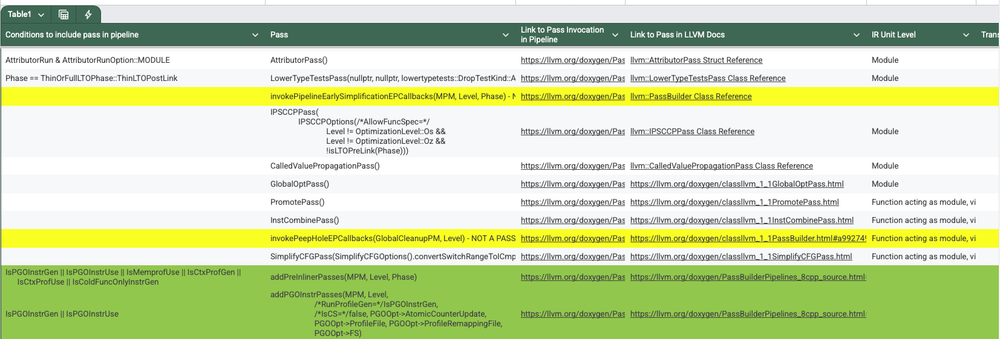 Table1
Conditions to include pass in pipeline
Pass
Link to Pass Invocation
in Pipeline
Link to Pass in LLVM Docs
IR Unit Level
Trans
AttributorRun & AttributorRunOption::MODULE
AttributorPass()
https://llvm.org/doxygen/Pas
llvm::AttributorPass Struct Reference
Module
Phase == ThinOrFullLTOPhase::ThinLTOPostLink
LowerTypeTestsPass(nullptr, nullptr, lowertypetests::DropTestKind::A
https://llvm.org/doxygen/Pas
llvm::LowerTypeTestsPass Class Reference
Module
invokePipelineEarlySimplificationEPCallbacks(MPM, Level, Phase) - N
https://llvm.org/doxygen/Pas
llvm::PassBuilder Class Reference
IPSCCPPass(
IPSCCPOptions(/*AllowFuncSpec=*/
Level != OptimizationLevel::Os &&
Level != OptimizationLevel::Oz &&
!isLTOPreLink(Phase)))
https://llvm.org/doxygen/Pas
llvm::IPSCCPPass Class Reference
Module
CalledValuePropagationPass()
https://llvm.org/doxygen/Pas
llvm::CalledValuePropagationPass Class Reference
Module
GlobalOptPass()
https://llvm.org/doxygen/Pas
https://llvm.org/doxygen/classllvm_1_1GlobalOptPass.html
Module
PromotePass()
https://llvm.org/doxygen/Pas
https://llvm.org/doxygen/classllvm_1_1PromotePass.html
Function acting as module, vi
InstCombinePass()
https://llvm.org/doxygen/Pas
https://llvm.org/doxygen/classllvm_1_1InstCombinePass.html
Function acting as module, vi
invokePeepHoleEPCallbacks(GlobalCleanupPM, Level) - NOT A PASS
https://llvm.org/doxygen/Pas
https://llvm.org/doxygen/classllvm_1_1PassBuilder.html#a992749
Function acting as module, vi
SimplifyCFGPass(SimplifyCFGOptions().convertSwitchRangeToICmp
https://llvm.org/doxygen/Pas
https://llvm.org/doxygen/classllvm_1_1SimplifyCFGPass.html
Function acting as module, vi
IsPGOInstrGen || IsPGOInstrUse || IsMemprofUse || IsCtxProfGen ||
IsCtxProfUse || IsColdFuncOnlyInstrGen
addPreInlinerPasses(MPM, Level, Phase)
https://llvm.org/doxygen/Pas
https://llvm.org/doxygen/PassBuilderPipelines_8cpp_source.html
IsPGOInstrGen || IsPGOInstrUse
addPGOInstrPasses(MPM, Level,
/*RunProfileGen=*/IsPGOInstrGen,
/*IsCS=*/false, PGOOpt->AtomicCounterUpdate,
PGOOpt->ProfileFile, PGOOpt->ProfileRemappingFile,
PGOOpt->FS)
https://llvm.org/doxygen/Pas
https://llvm.org/doxygen/PassBuilderPipelines_8cpp_source.html